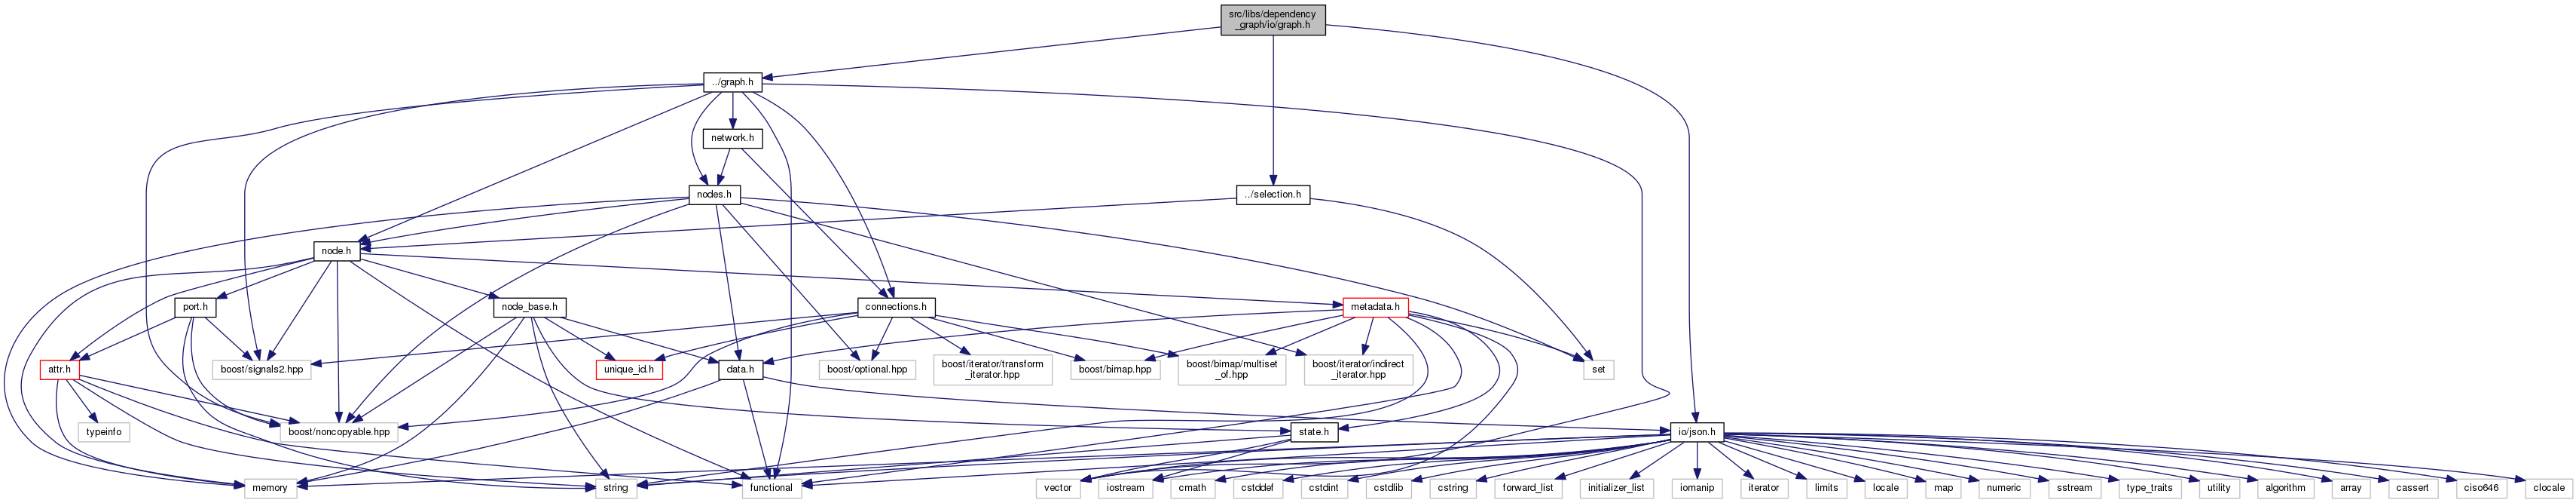 src/libs/dependency
_graph/io/graph.h
../graph.h
network.h
nodes.h
../selection.h
node.h
port.h
node_base.h
connections.h
metadata.h
attr.h
boost/signals2.hpp
unique_id.h
data.h
boost/optional.hpp
boost/iterator/transform
_iterator.hpp
boost/bimap.hpp
boost/bimap/multiset
_of.hpp
boost/iterator/indirect
_iterator.hpp
set
typeinfo
boost/noncopyable.hpp
state.h
io/json.h
memory
string
functional
vector
iostream
cmath
cstddef
cstdint
cstdlib
cstring
forward_list
initializer_list
iomanip
iterator
limits
locale
map
numeric
sstream
type_traits
utility
algorithm
array
cassert
ciso646
clocale